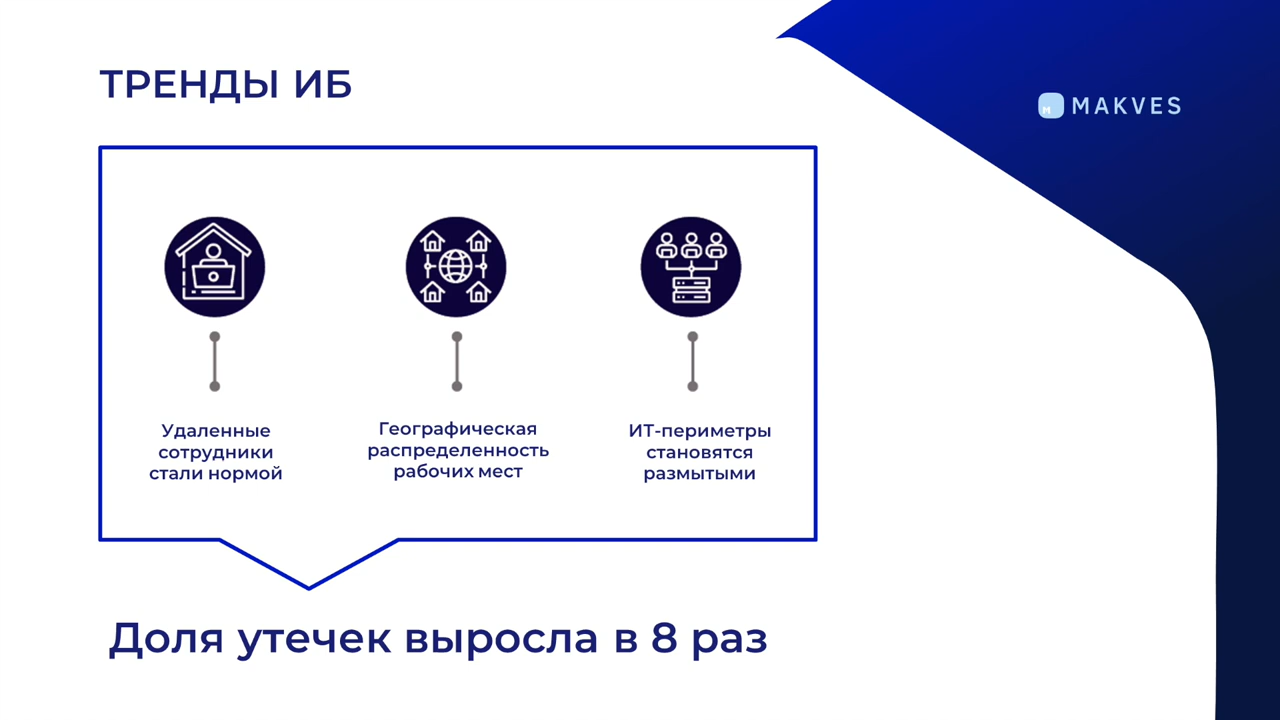 ТРЕНДЫ ИБ
MAKVES
Удаленные
сотрудники
стали нормой
Географическая
распределенность
рабочих мест
ИТ-периметры
становятся
размытыми
Доля утечек выросла в 8 раз